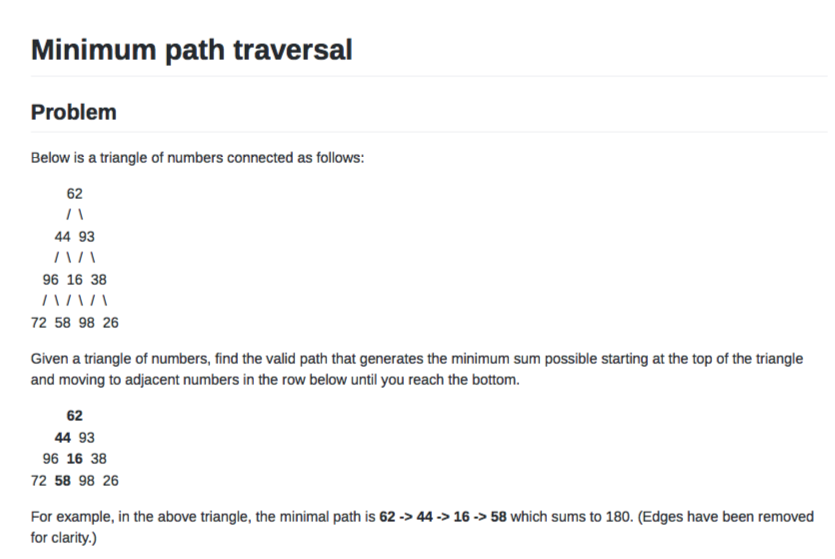 Minimum path traversal
Problem
Below is a triangle of numbers connected as follows:
62
/ \
44 93
/ \ / \
96 16 38
/ \ / \ / \
72 58 98 26
Given a triangle of numbers, find the valid path that generates the minimum sum possible starting at the top of the triangle
and moving to adjacent numbers in the row below until you reach the bottom.
62
44 93
96 16 38
72 58 98 26
For example, in the above triangle, the minimal path is 62 -> 44 -> 16 -> 58 which sums to 180. (Edges have been removed
for clarity.)